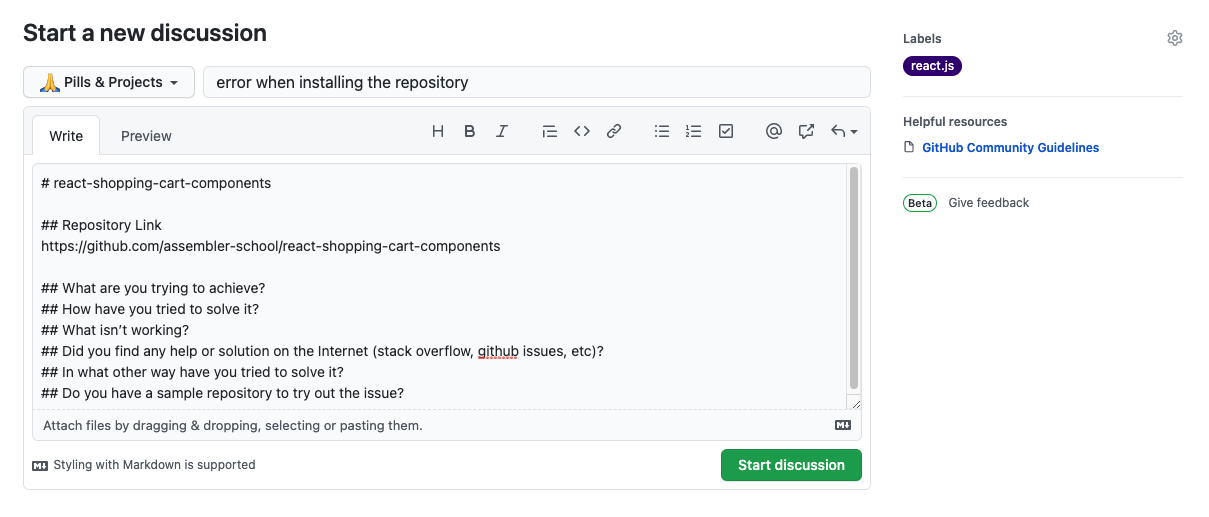 Start a new discussion
Pills & Projects
error when installing the repository
Write
Preview
# react-shopping-cart-components
## Repository Link
https://github.com/assembler-school/react-shopping-cart-components
## What are you trying to achieve?
## How have you tried to solve it?
## What isn’t working?
## Did you find any help or solution on the Internet (stack overflow, github issues, etc)?
## In what other way have you tried to solve it?
## Do you have a sample repository to try out the issue?
Attach files by dragging & dropping, selecting or pasting them.
Styling with Markdown is supported
Start discussion
Labels
react.js
Helpful resources
GitHub Community Guidelines
Beta Give feedback